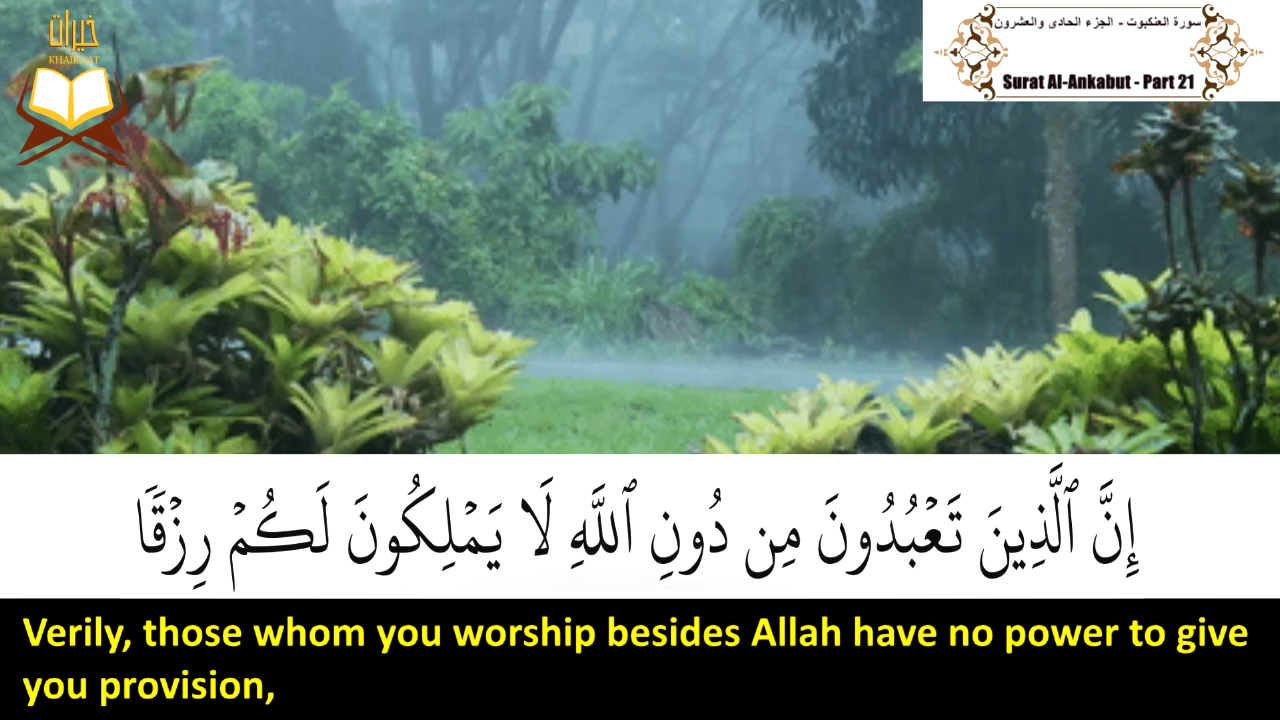 خيرات
KHAIRAAT
سورة العنكبوت - الجزء الحادى والعشرون
Surat Al-Ankabut - Part 21
إِنَّ ٱلَّذِينَ تَعْبُدُونَ مِن دُونِ ٱللَّهِ لَا يَمْلِكُونَ لَكُمْ رِزْقًا
Verily, those whom you worship besides Allah have no power to give
you provision,